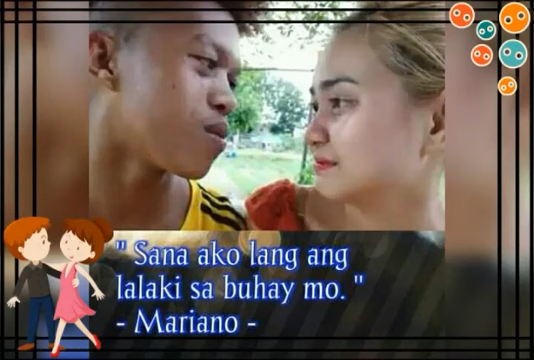 " Sana ako lang ang
lalaki sa buhay mo. "
- Mariano -